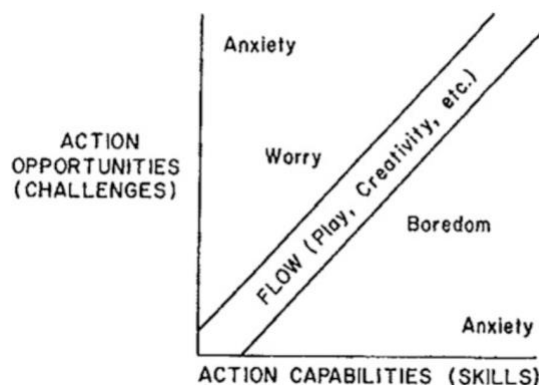 Anxiety
ACTION
OPPORTUNITIES
(CHALLENGES)
Worry
FLOW (Play, Creativity, etc.)
Boredom
Anxiety
ACTION CAPABILITIES (SKILLS)